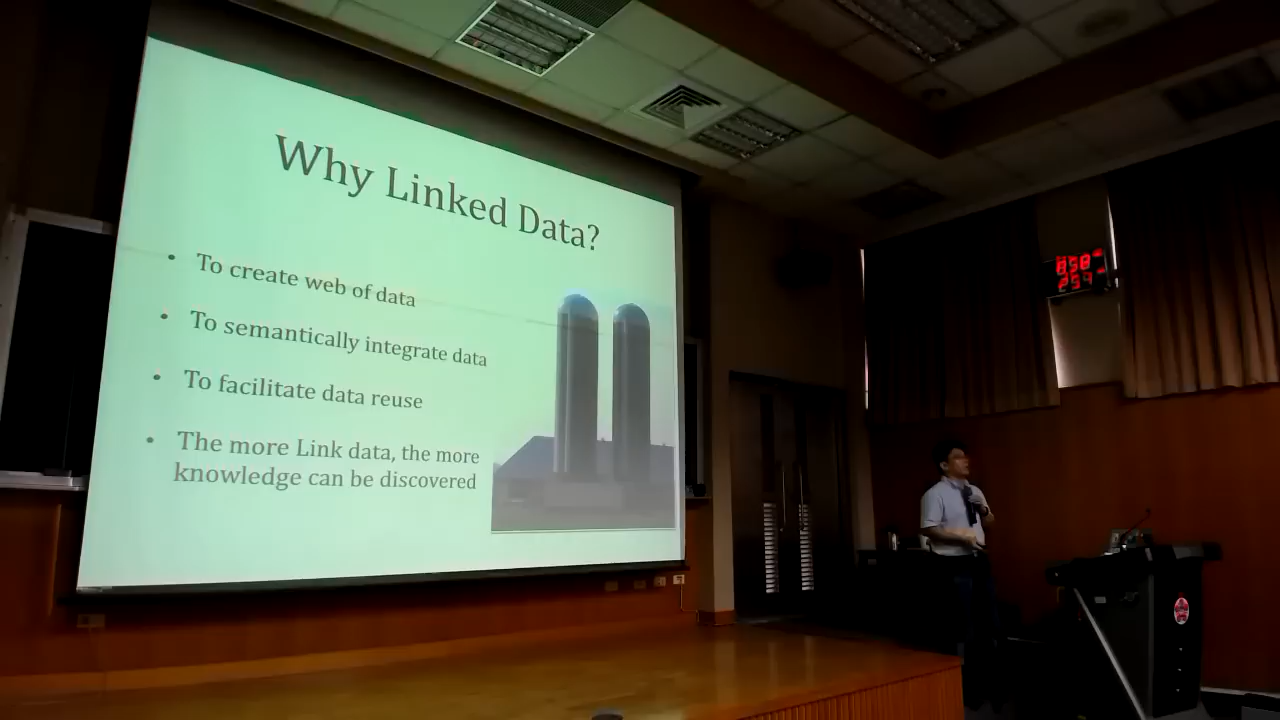 Why Linked Data?
• To create web of data
• To semantically integrate data
• To facilitate data reuse
• The more Link data, the more
knowledge can be discovered